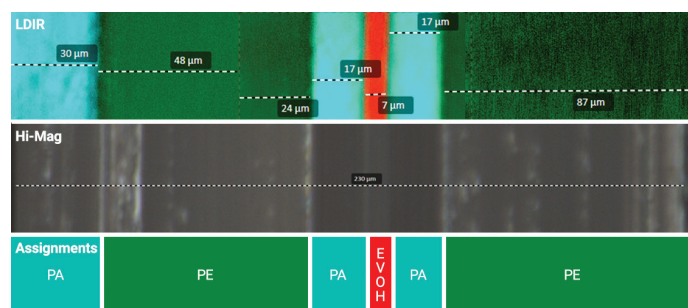 LDIR
17 µm
30 µm
48 µm
17 µm
24 µm
7 µm
87 µm
Hi-Mag
230 µm
Assignments
PA
PE
PA
EVOH
PA
PE